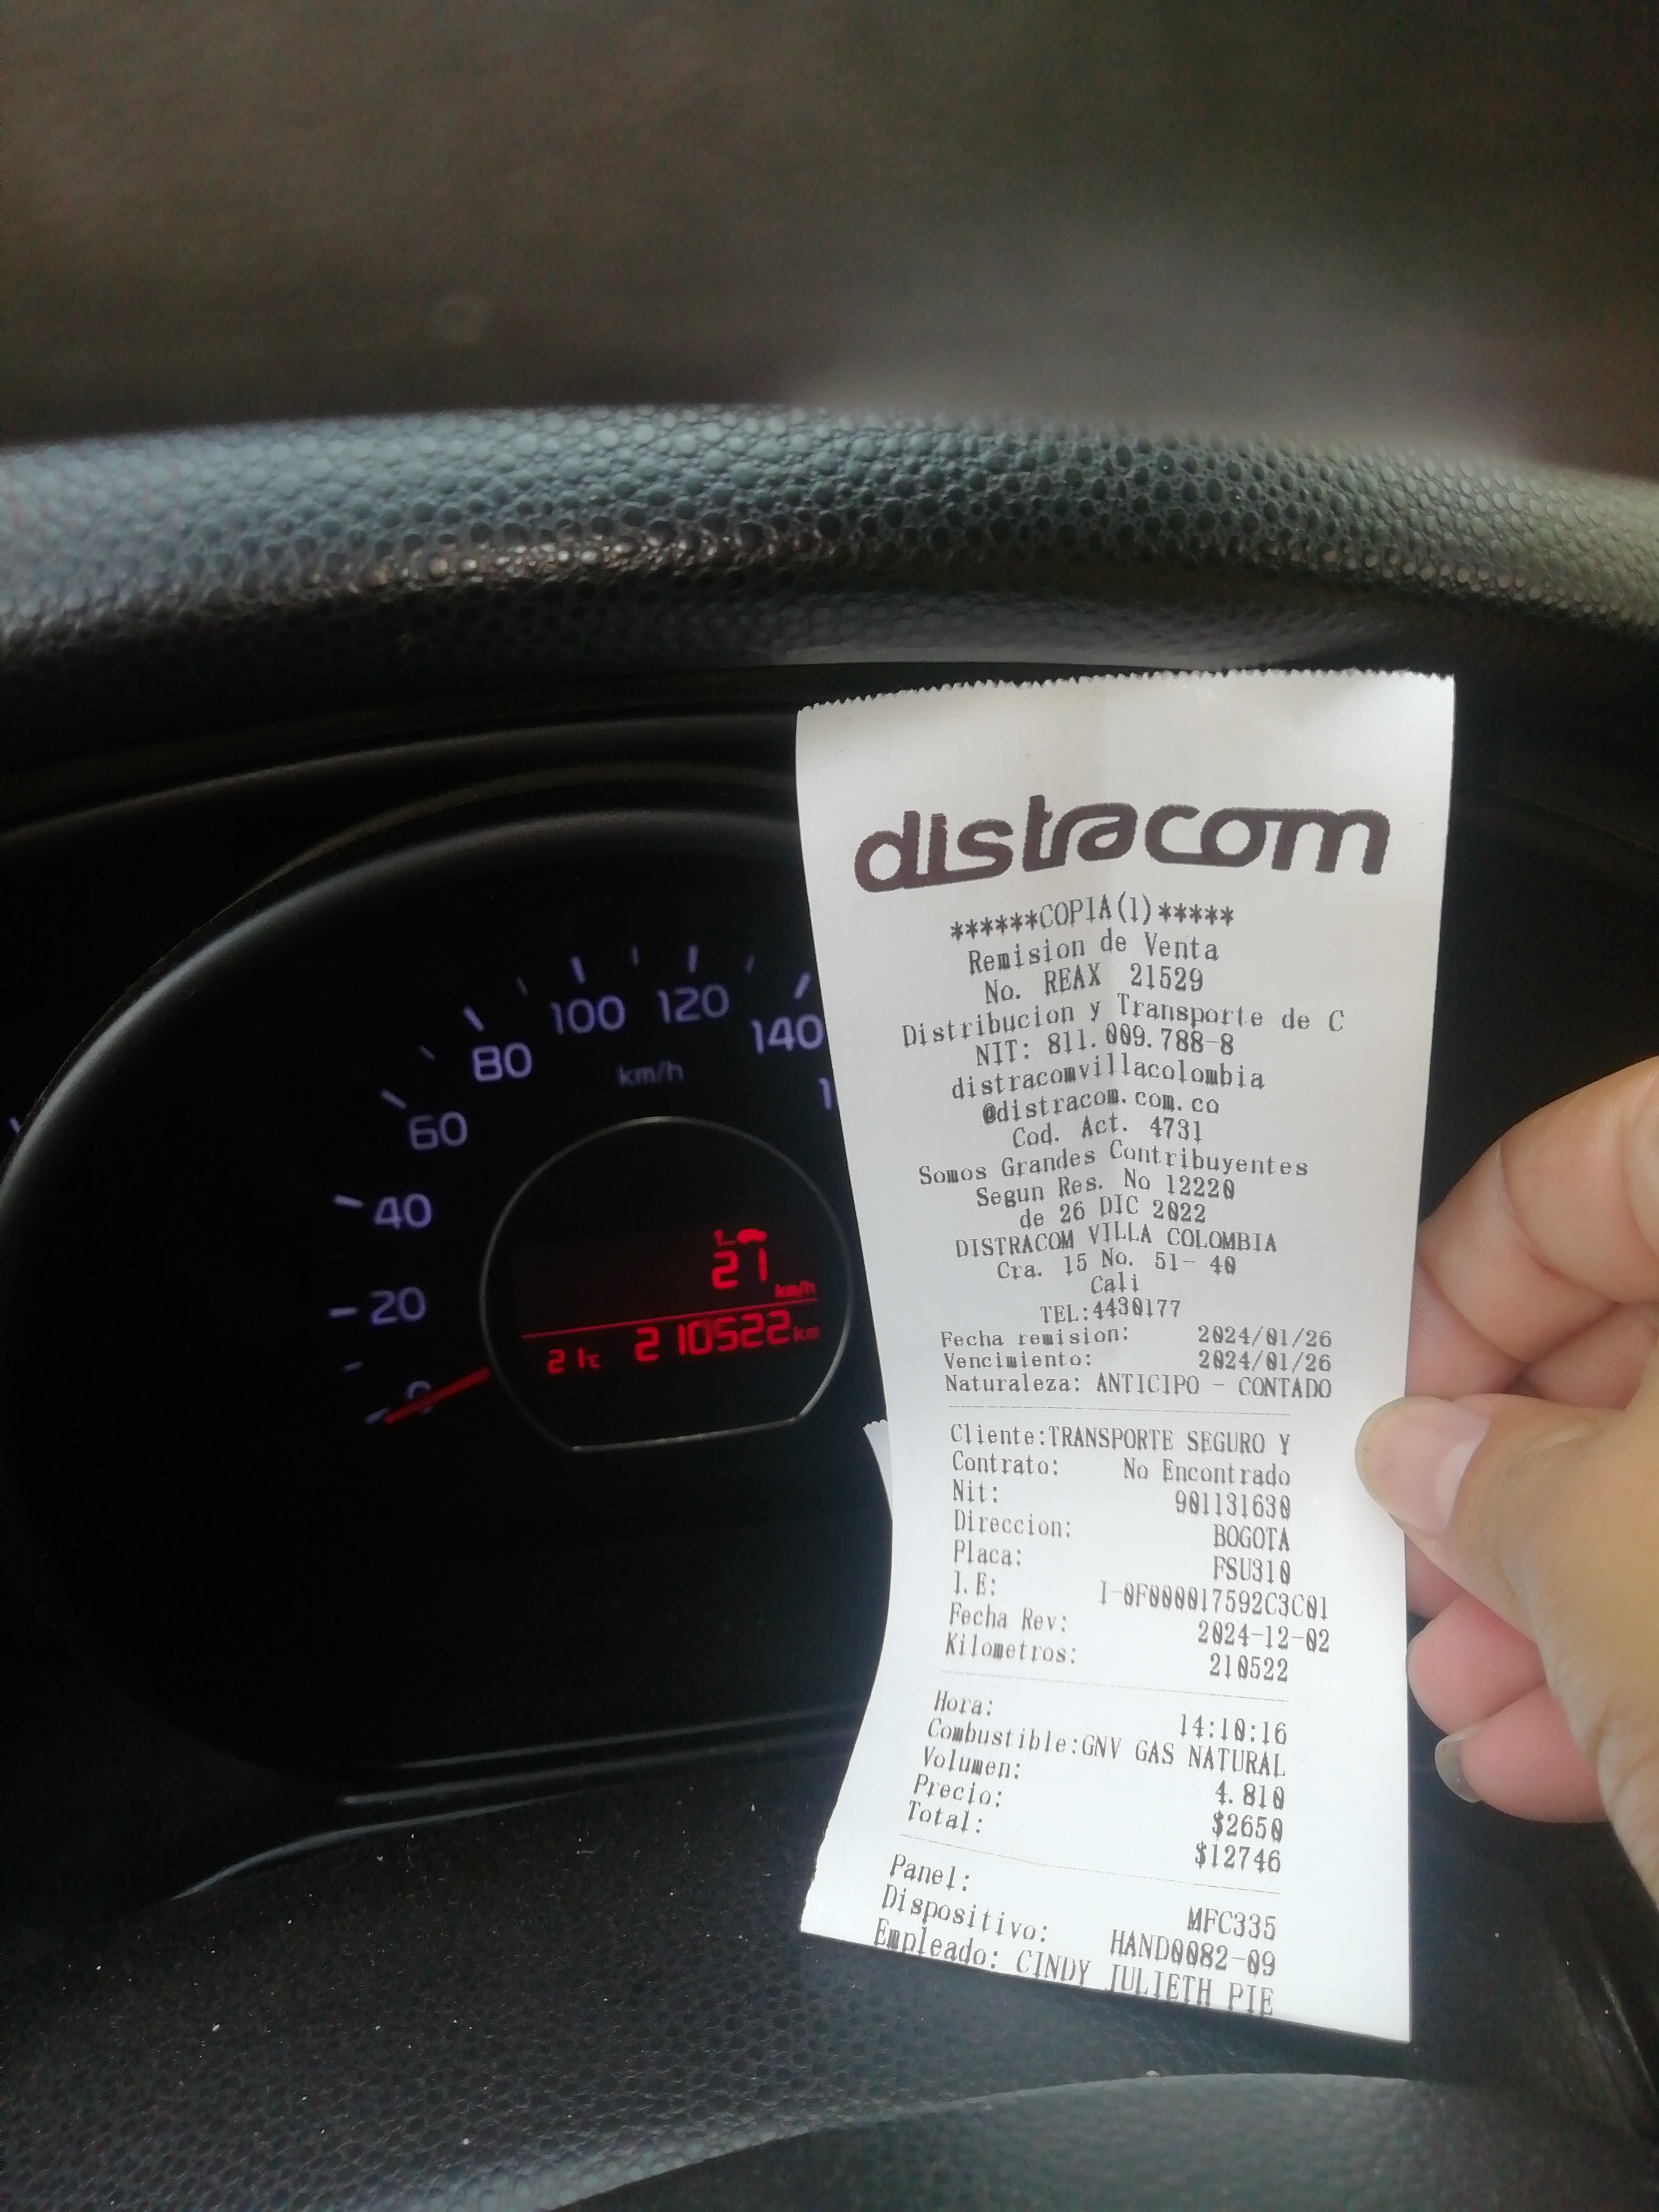 20
40
60
80
100
120
140
km/h
21
km/h
21°C 210522 km
distracom
******COPIA(1)*****
Remision de Venta
No. REAX 21529
Distribucion y Transporte de C
NIT: 811.009.788-8
distracomvillacolombia
@distracom.com.co
Cod. Act. 4731
Somos Grandes Contribuyentes
Segun Res. No 12220
de 26 DIC 2022
DISTRACOM VILLA COLOMBIA
Cra. 15 No. 51- 40
Cali
TEL:4430177
Fecha remision: 2024/01/26
Vencimiento: 2024/01/26
Naturaleza: ANTICIPO - CONTADO
Cliente:TRANSPORTE SEGURO Y
Contrato: No Encontrado
Nit: 901131630
Direccion: BOGOTA
Placa: FSU310
I.E: I-0F000017592C3C01
Fecha Rev: 2024-12-02
Kilometros: 210522
Hora: 14:10:16
Combustible:GNV GAS NATURAL
Volumen: 4.810
Precio: $2650
Total: $12746
Panel: MFC335
Dispositivo: HAND0082-09
Empleado: CINDY JULIETH PIE